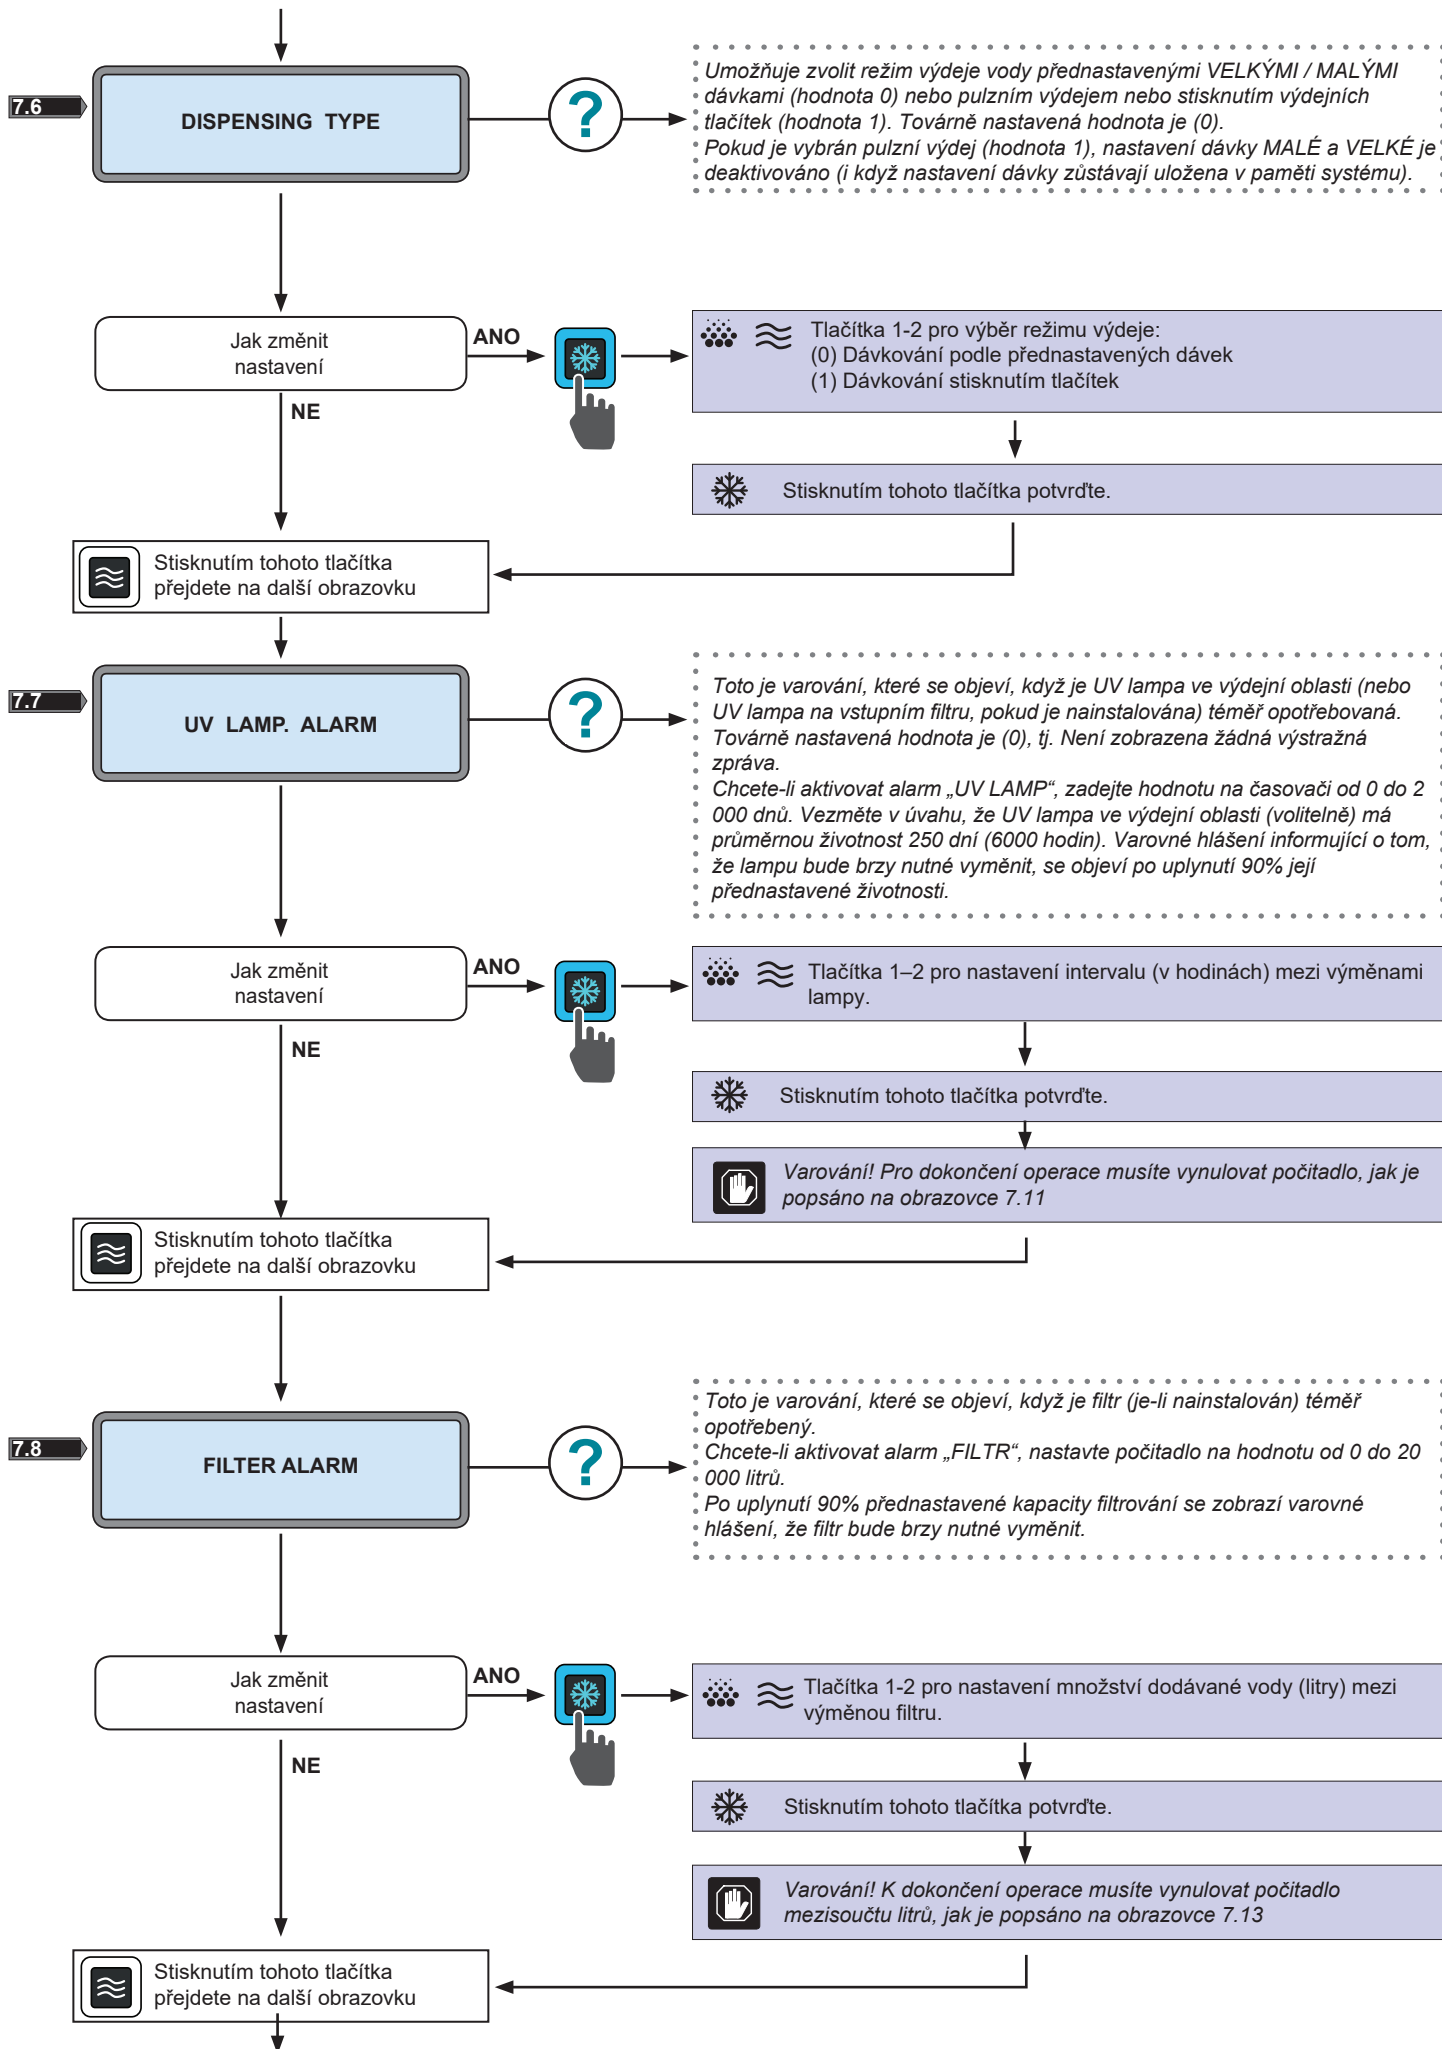 Umožňuje zvolit režim výdeje vody přednastavenými VELKÝMI / MALÝMI
dávkami (hodnota 0) nebo pulzním výdejem nebo stisknutím výdejních
tlačítek (hodnota 1). Továrně nastavená hodnota je (0).
Pokud je vybrán pulzní výdej (hodnota 1), nastavení dávky MALÉ a VELKÉ je
deaktivováno (i když nastavení dávky zůstávají uložena v paměti systému).
7.6
DISPENSING TYPE
?
Jak změnit
nastavení
ANO
NE
Tlačítka 1-2 pro výběr režimu výdeje:
(0) Dávkování podle přednastavených dávek
(1) Dávkování stisknutím tlačítek
Stisknutím tohoto tlačítka potvrďte.
Stisknutím tohoto tlačítka
přejdete na další obrazovku
7.7
UV LAMP. ALARM
?
Toto je varování, které se objeví, když je UV lampa ve výdejní oblasti (nebo
UV lampa na vstupním filtru, pokud je nainstalována) téměř opotřebovaná.
Továrně nastavená hodnota je (0), tj. Není zobrazena žádná výstražná
zpráva.
Chcete-li aktivovat alarm „UV LAMP“, zadejte hodnotu na časovači od 0 do 2
000 dnů. Vezměte v úvahu, že UV lampa ve výdejní oblasti (volitelně) má
průměrnou životnost 250 dní (6000 hodin). Varovné hlášení informující o tom,
že lampu bude brzy nutné vyměnit, se objeví po uplynutí 90% její
přednastavené životnosti.
Jak změnit
nastavení
ANO
NE
Tlačítka 1–2 pro nastavení intervalu (v hodinách) mezi výměnami
lampy.
Stisknutím tohoto tlačítka potvrďte.
Varování! Pro dokončení operace musíte vynulovat počitadlo, jak je
popsáno na obrazovce 7.11
Stisknutím tohoto tlačítka
přejdete na další obrazovku
7.8
FILTER ALARM
?
Toto je varování, které se objeví, když je filtr (je-li nainstalován) téměř
opotřebený.
Chcete-li aktivovat alarm „FILTR“, nastavte počitadlo na hodnotu od 0 do 20
000 litrů.
Po uplynutí 90% přednastavené kapacity filtrování se zobrazí varovné
hlášení, že filtr bude brzy nutné vyměnit.
Jak změnit
nastavení
ANO
NE
Tlačítka 1-2 pro nastavení množství dodávané vody (litry) mezi
výměnou filtru.
Stisknutím tohoto tlačítka potvrďte.
Varování! K dokončení operace musíte vynulovat počitadlo
mezisoučtu litrů, jak je popsáno na obrazovce 7.13
Stisknutím tohoto tlačítka
přejdete na další obrazovku